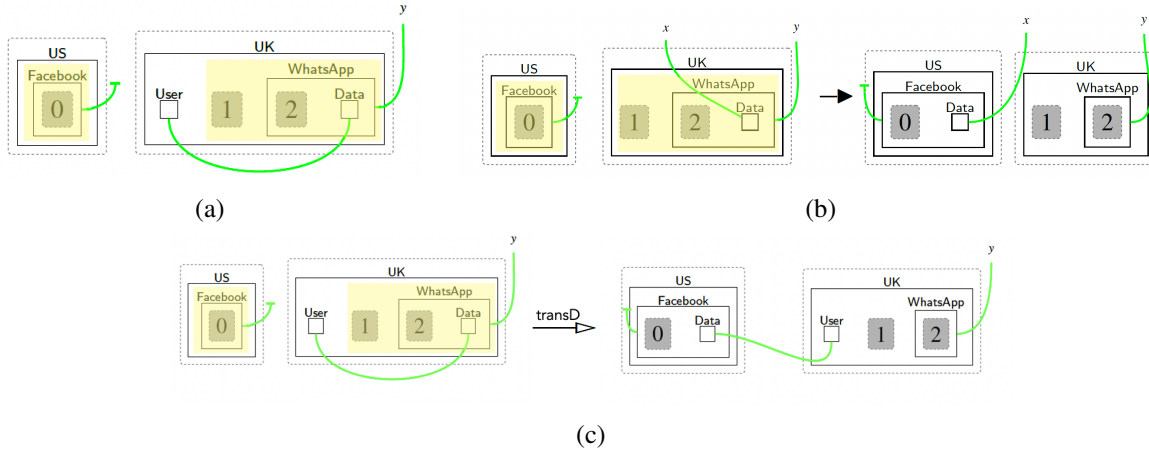 y
US
UK
Facebook
WhatsApp
User
Data
0
1
2
(a)
x
y
US
UK
Facebook
WhatsApp
Data
0
1
2
x
y
US
UK
Facebook
WhatsApp
Data
0
1
2
(b)
y
US
UK
Facebook
WhatsApp
User
Data
0
1
2
transD
y
US
UK
Facebook
WhatsApp
Data
User
0
1
2
(c)